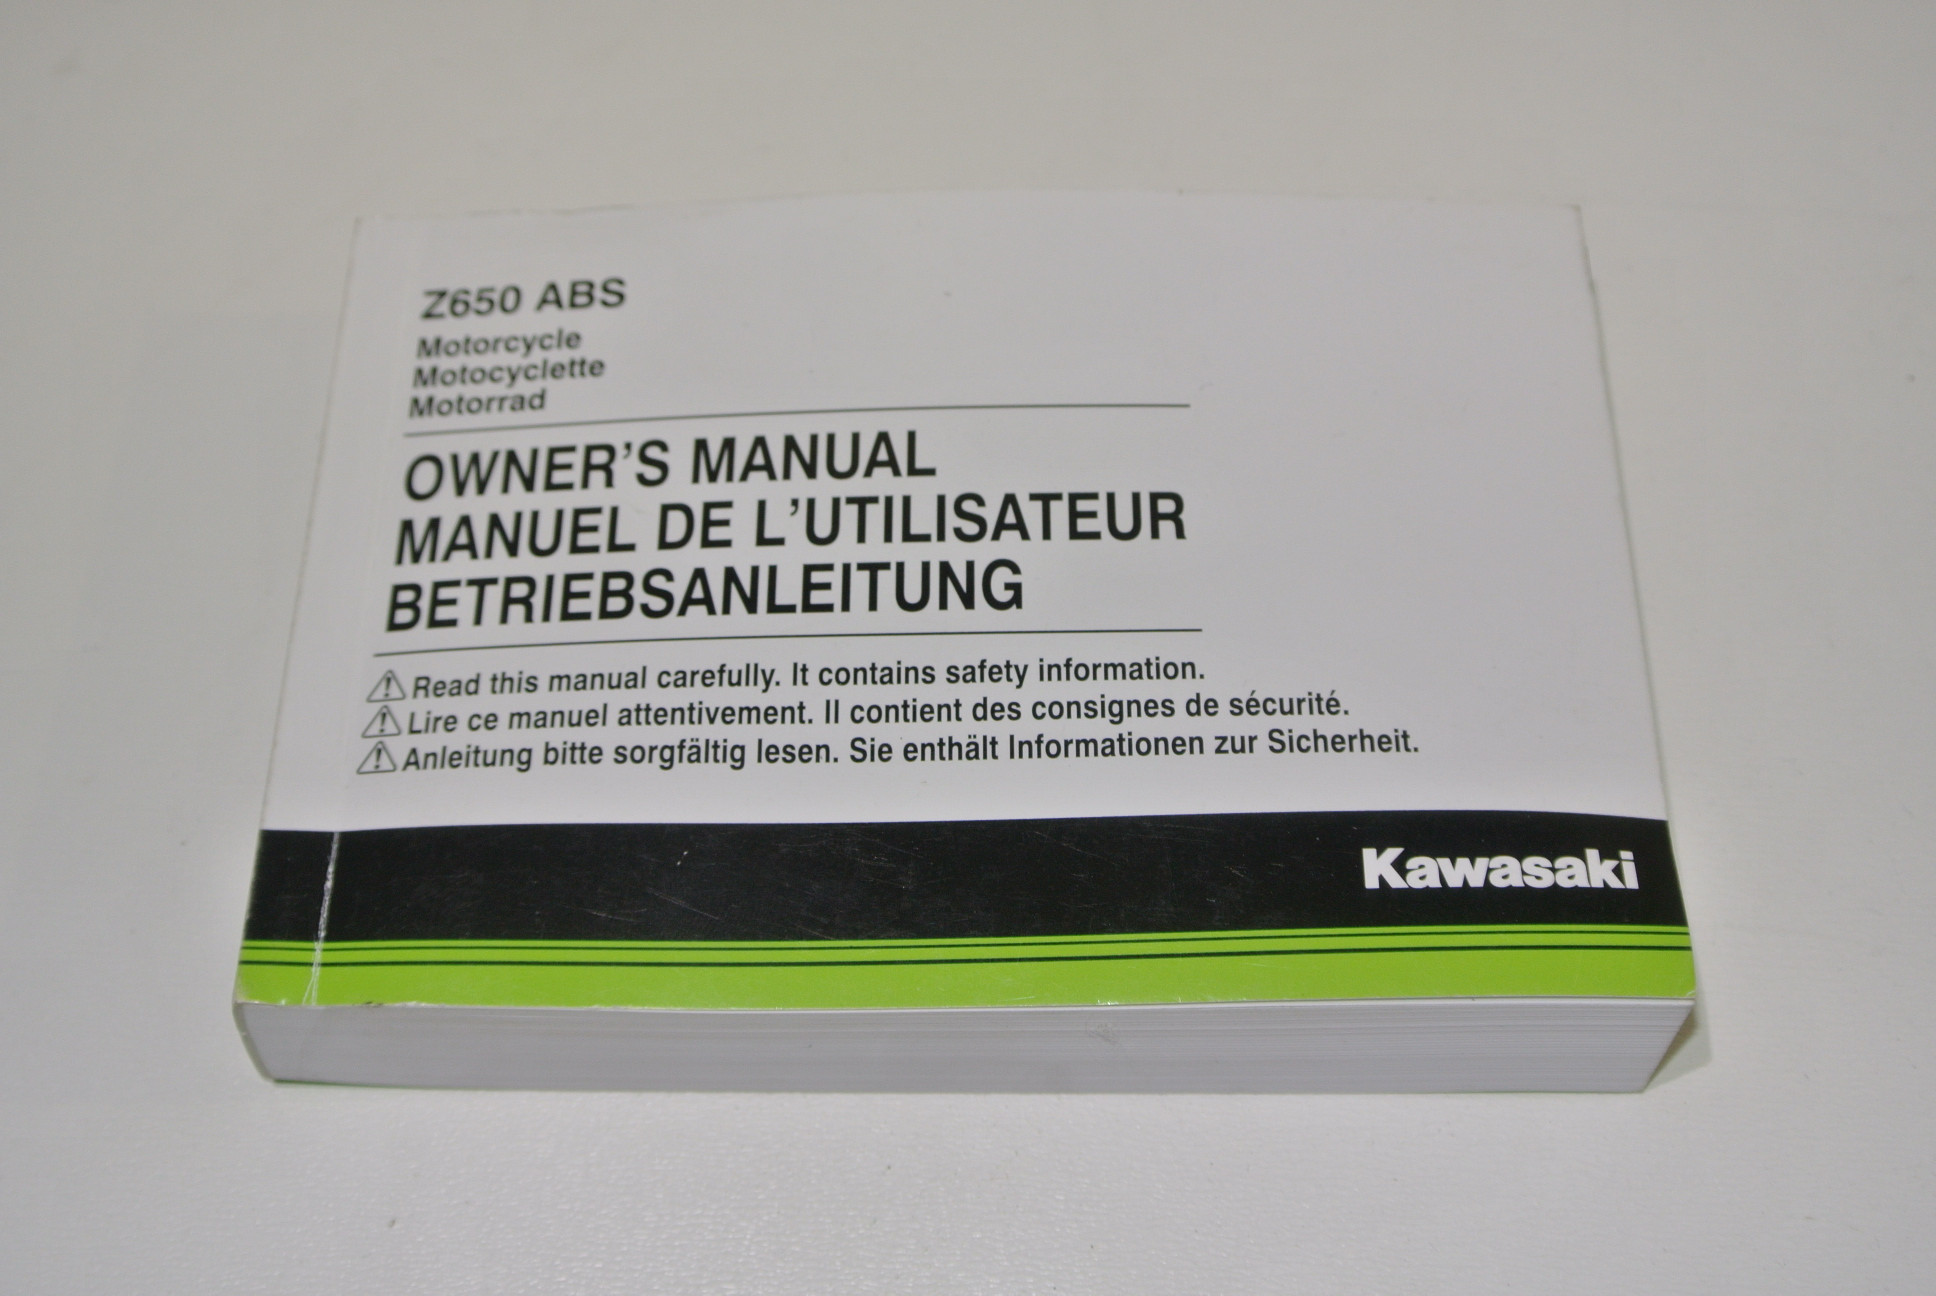 Z650 ABS
Motorcycle
Motocyclette
Motorrad
OWNER'S MANUAL
MANUEL DE L'UTILISATEUR
BETRIEBSANLEITUNG
Read this manual carefully. It contains safety information.
Lire ce manuel attentivement. Il contient des consignes de sécurité.
Anleitung bitte sorgfältig lesen. Sie enthält Informationen zur Sicherheit.
Kawasaki